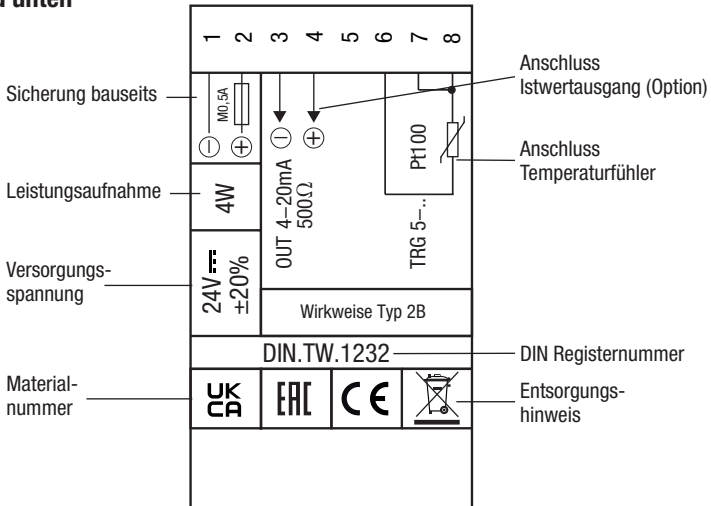 1 2 3 4 5 6 7 8
Sicherung bauseits
M0,5A
Anschluss
Istwertausgang (Option)
Pt100
Anschluss
Temperaturfühler
Leistungsaufnahme
4W
OUT 4–20mA
500Ω
TRG 5–..
Versorgungs-
spannung
24V
±20%
Wirkweise Typ 2B
DIN.TW.1232
DIN Registernummer
Material-
nummer
UK
CA
EAC
CE
Entsorgungs-
hinweis